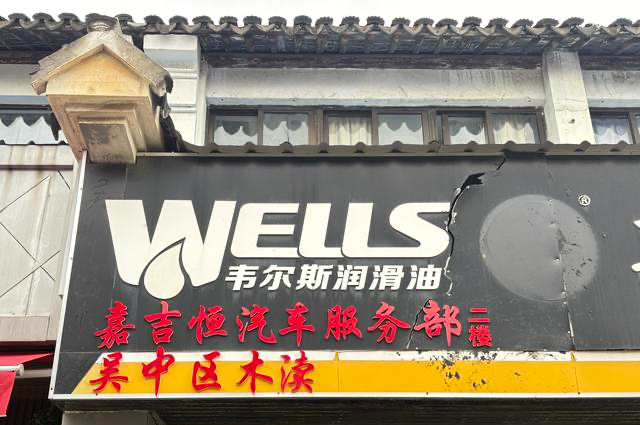 WELLS ®
韦尔斯润滑油
嘉吉恒汽车服务部二楼
吴中区木渎